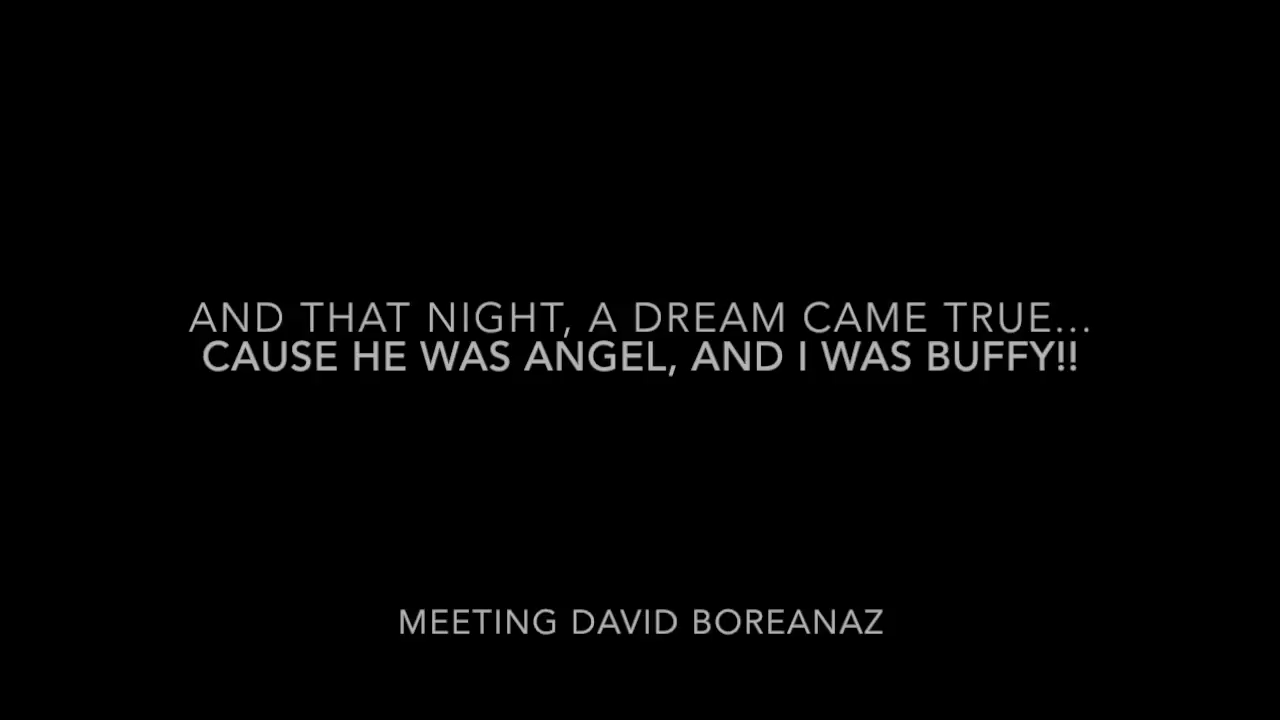 AND THAT NIGHT, A DREAM CAME TRUE...
CAUSE HE WAS ANGEL, AND I WAS BUFFY!!
MEETING DAVID BOREANAZ